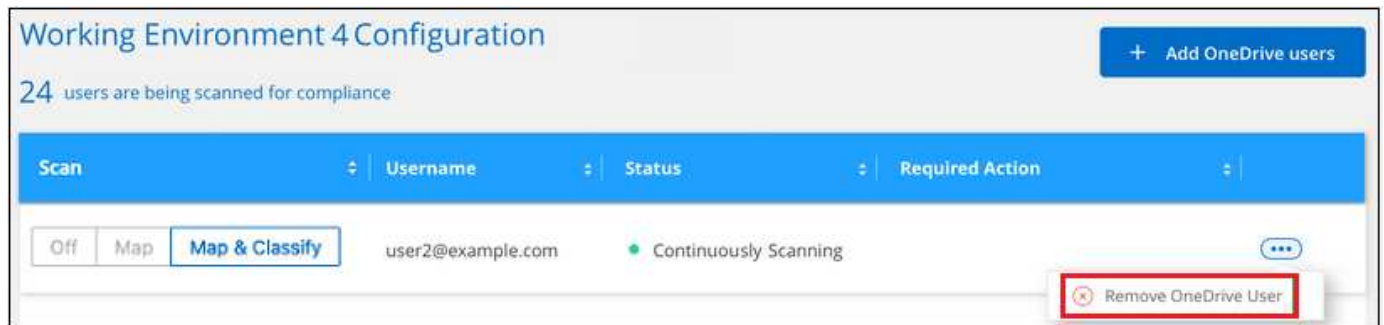 Working Environment 4 Configuration
+ Add OneDrive users
24 users are being scanned for compliance
Scan Username Status Required Action
Off Map Map & Classify user2@example.com Continuously Scanning
Remove OneDrive User